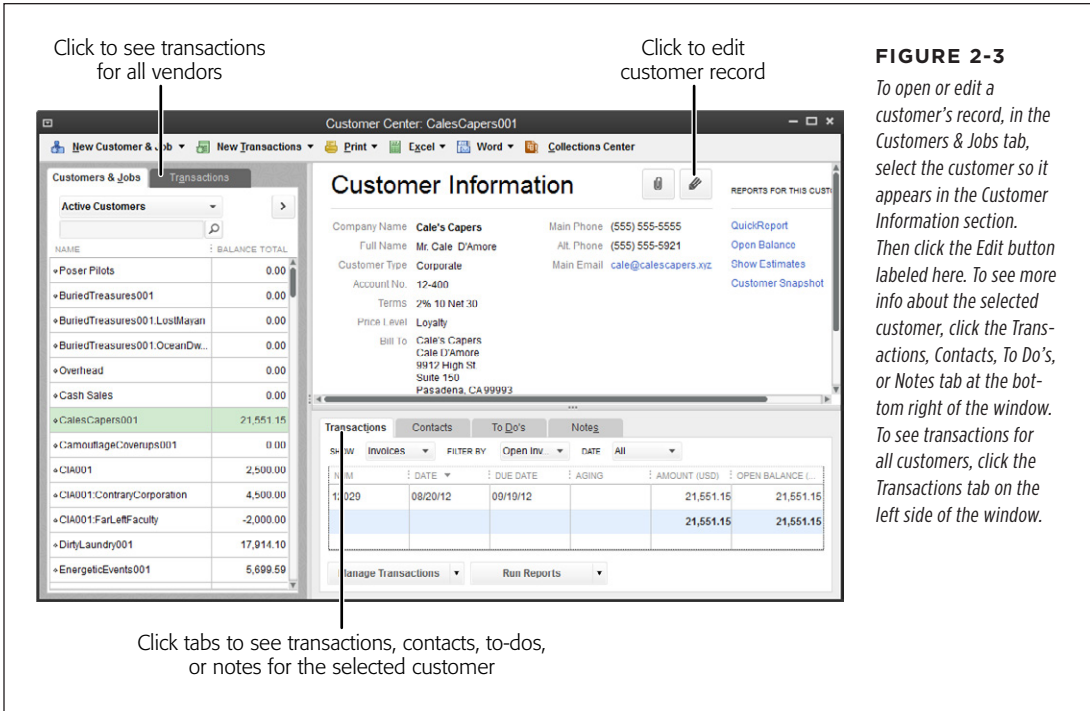 Click to see transactions
for all vendors
Click to edit
customer record
FIGURE 2-3
To open or edit a
customer's record, in the
Customers & Jobs tab,
select the customer so it
appears in the Customer
Information section.
Then click the Edit button
labeled here. To see more
info about the selected
customer, click the Trans-
actions, Contacts, To Do's,
or Notes tab at the bot-
tom right of the window.
To see transactions for
all customers, click the
Transactions tab on the
left side of the window.
Customer Center: CalesCapers001
New Customer & Job New Transactions Print Excel Word Collections Center
Customers & Jobs Transactions
Active Customers
NAME BALANCE TOTAL
Poser Pilots 0.00
BuriedTreasures001 0.00
BuriedTreasures001.LostMayan 0.00
BuriedTreasures001.OceanDw... 0.00
Overhead 0.00
Cash Sales 0.00
CalesCapers001 21,551.15
CamouflageCoverups001 0.00
CIA001 2,500.00
CIA001:ContraryCorporation 4,500.00
CIA001:FarLeftFaculty -2,000.00
DirtyLaundry001 17,914.10
EnergeticEvents001 5,699.59
Customer Information
REPORTS FOR THIS CUST
Company Name Cale's Capers Main Phone (555) 555-5555 QuickReport
Full Name Mr. Cale D'Amore Alt. Phone (555) 555-5921 Open Balance
Customer Type Corporate Main Email cale@calescapers.xyz Show Estimates
Account No. 12-400 Customer Snapshot
Terms 2% 10 Net 30
Price Level Loyalty
Bill To Cale's Capers
Cale D'Amore
9912 High St
Suite 150
Pasadena, CA 99993
Transactions Contacts To Do's Notes
SHOW Invoices FILTER BY Open Inv... DATE All
NUM DATE DUE DATE AGING AMOUNT (USD) OPEN BALANCE (...
08/20/12 09/19/12 21,551.15 21,551.15
21,551.15 21,551.15
Manage Transactions Run Reports
Click tabs to see transactions, contacts, to-dos,
or notes for the selected customer